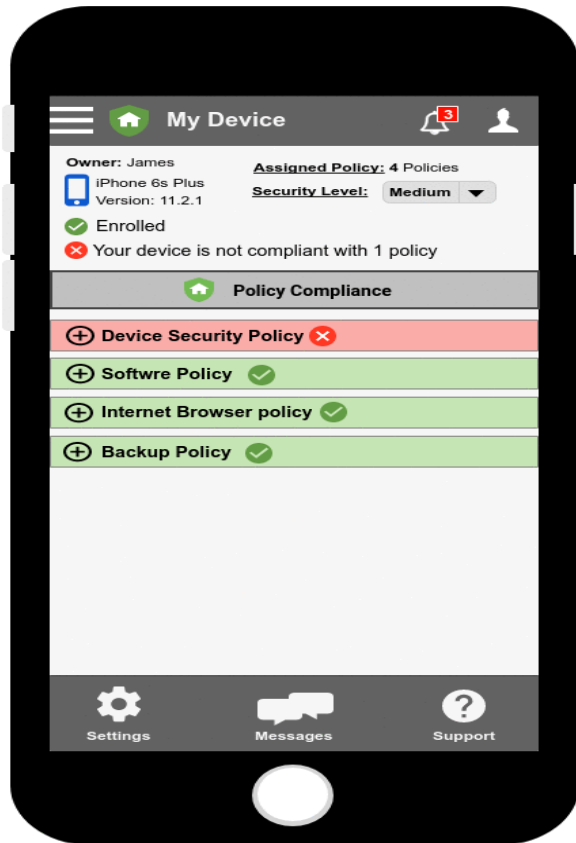 My Device
3
Owner: James
Assigned Policy: 4 Policies
iPhone 6s Plus
Version: 11.2.1
Security Level: Medium
Enrolled
Your device is not compliant with 1 policy
Policy Compliance
Device Security Policy
Softwre Policy
Internet Browser policy
Backup Policy
?
Settings
Messages
Support